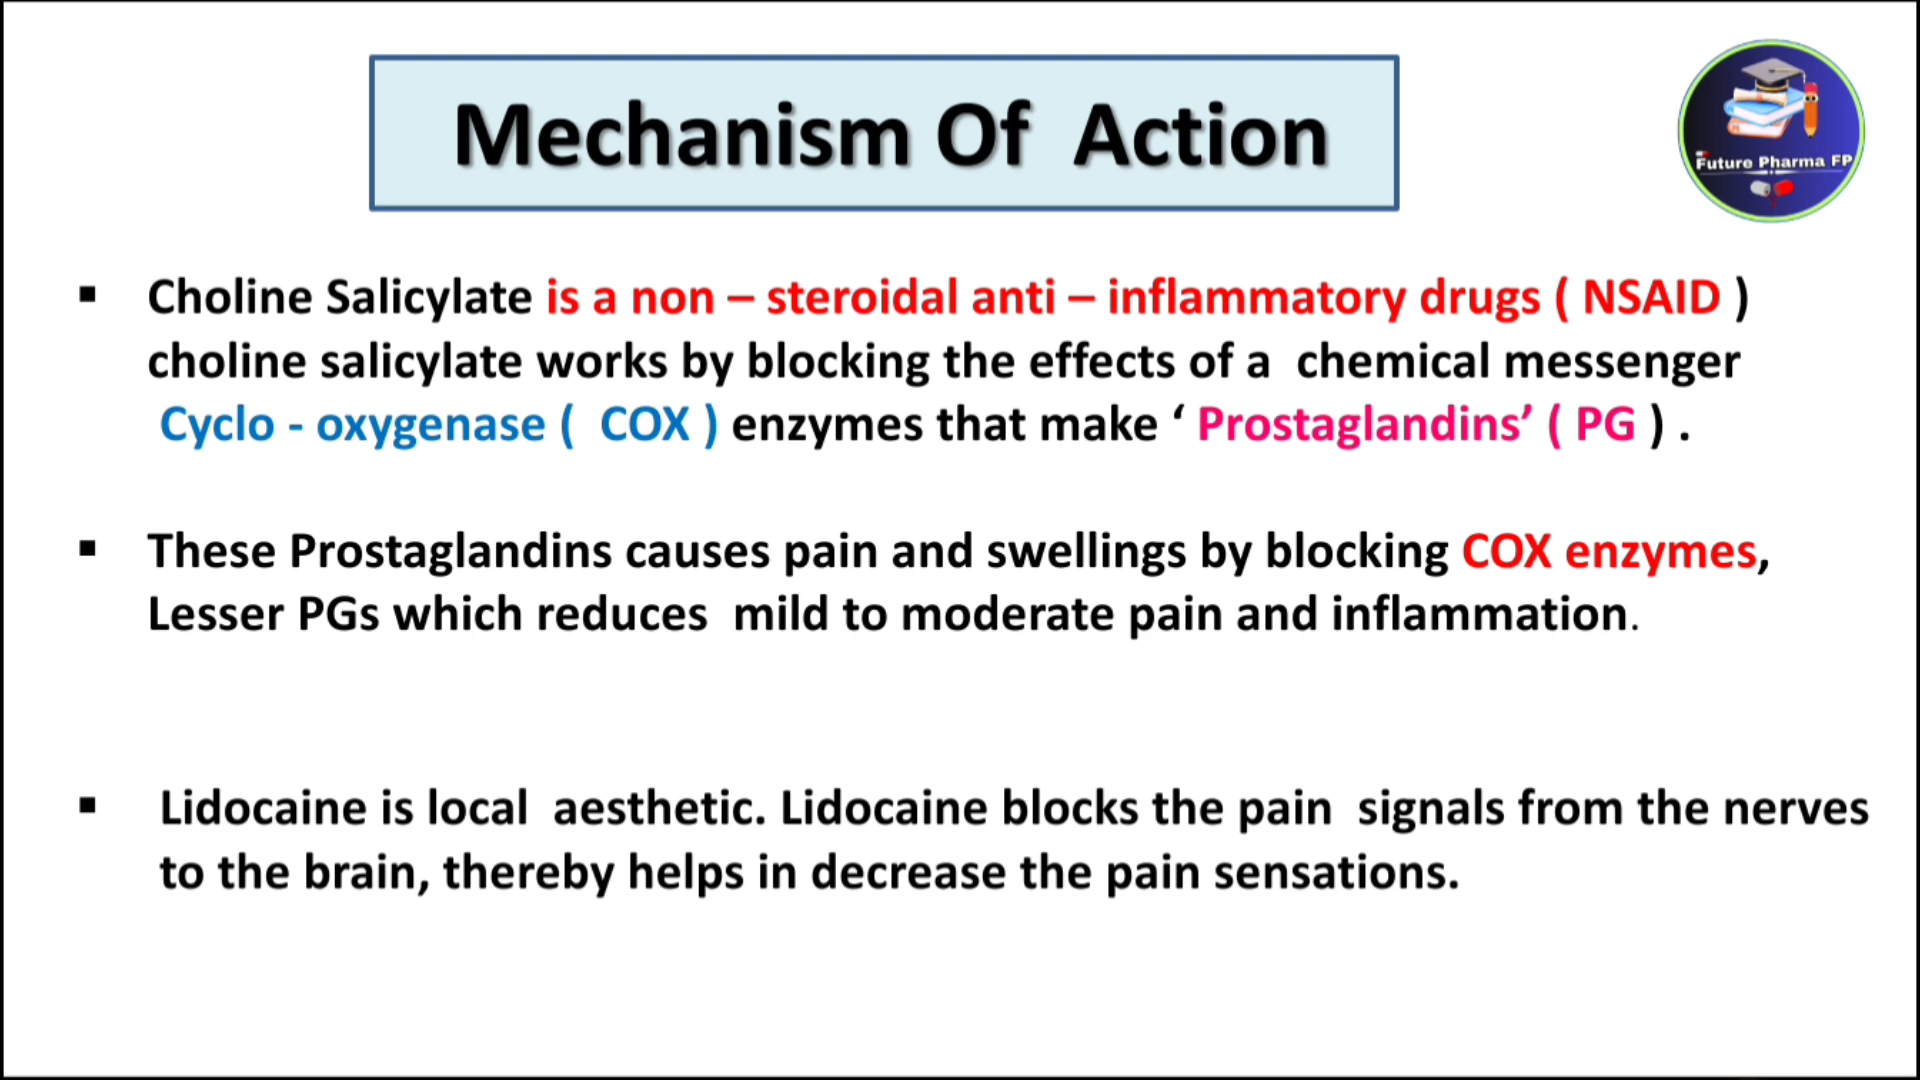 Mechanism Of Action
Future Pharma FP
▪ Choline Salicylate is a non – steroidal anti – inflammatory drugs ( NSAID )
choline salicylate works by blocking the effects of a chemical messenger
Cyclo - oxygenase ( COX ) enzymes that make ‘ Prostaglandins’ ( PG ) .
▪ These Prostaglandins causes pain and swellings by blocking COX enzymes,
Lesser PGs which reduces mild to moderate pain and inflammation.
▪ Lidocaine is local aesthetic. Lidocaine blocks the pain signals from the nerves
to the brain, thereby helps in decrease the pain sensations.